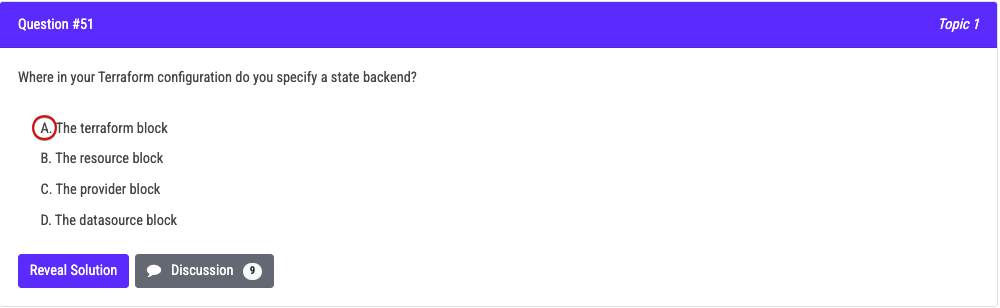 Question #51
Topic 1
Where in your Terraform configuration do you specify a state backend?
A. The terraform block
B. The resource block
C. The provider block
D. The datasource block
Reveal Solution
Discussion 9